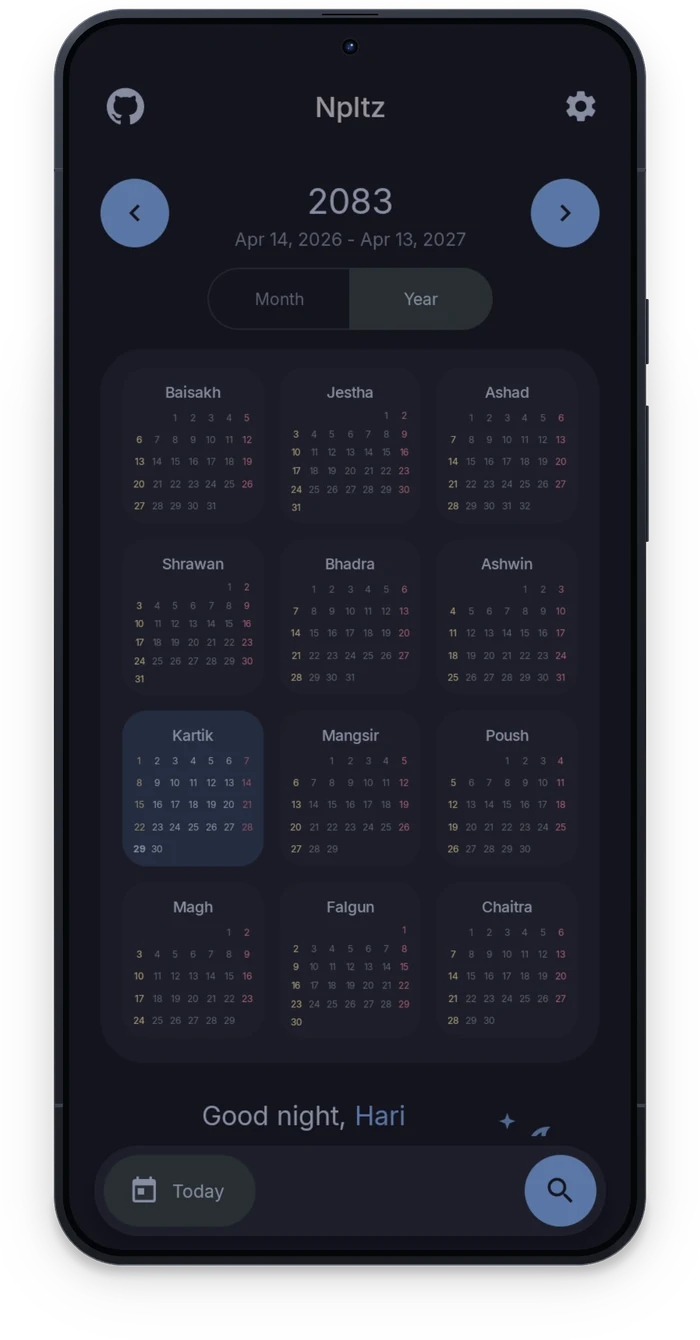 Npltz
2083
Apr 14, 2026 - Apr 13, 2027
Month Year
Baisakh
1 2 3 4 5
6 7 8 9 10 11 12
13 14 15 16 17 18 19
20 21 22 23 24 25 26
27 28 29 30 31
Jestha
1 2
3 4 5 6 7 8 9
10 11 12 13 14 15 16
17 18 19 20 21 22 23
24 25 26 27 28 29 30
31
Ashad
1 2 3 4 5 6
7 8 9 10 11 12 13
14 15 16 17 18 19 20
21 22 23 24 25 26 27
28 29 30 31 32
Shrawan
1 2
3 4 5 6 7 8 9
10 11 12 13 14 15 16
17 18 19 20 21 22 23
24 25 26 27 28 29 30
31
Bhadra
1 2 3 4 5 6
7 8 9 10 11 12 13
14 15 16 17 18 19 20
21 22 23 24 25 26 27
28 29 30 31
Ashwin
1 2 3
4 5 6 7 8 9 10
11 12 13 14 15 16 17
18 19 20 21 22 23 24
25 26 27 28 29 30 31
Kartik
1 2 3 4 5 6 7
8 9 10 11 12 13 14
15 16 17 18 19 20 21
22 23 24 25 26 27 28
29 30
Mangsir
1 2 3 4 5
6 7 8 9 10 11 12
13 14 15 16 17 18 19
20 21 22 23 24 25 26
27 28 29
Poush
1 2 3 4
5 6 7 8 9 10 11
12 13 14 15 16 17 18
19 20 21 22 23 24 25
26 27 28 29 30
Magh
1 2
3 4 5 6 7 8 9
10 11 12 13 14 15 16
17 18 19 20 21 22 23
24 25 26 27 28 29
Falgun
1
2 3 4 5 6 7 8
9 10 11 12 13 14 15
16 17 18 19 20 21 22
23 24 25 26 27 28 29
30
Chaitra
1 2 3 4 5 6
7 8 9 10 11 12 13
14 15 16 17 18 19 20
21 22 23 24 25 26 27
28 29 30
Good night, Hari
Today